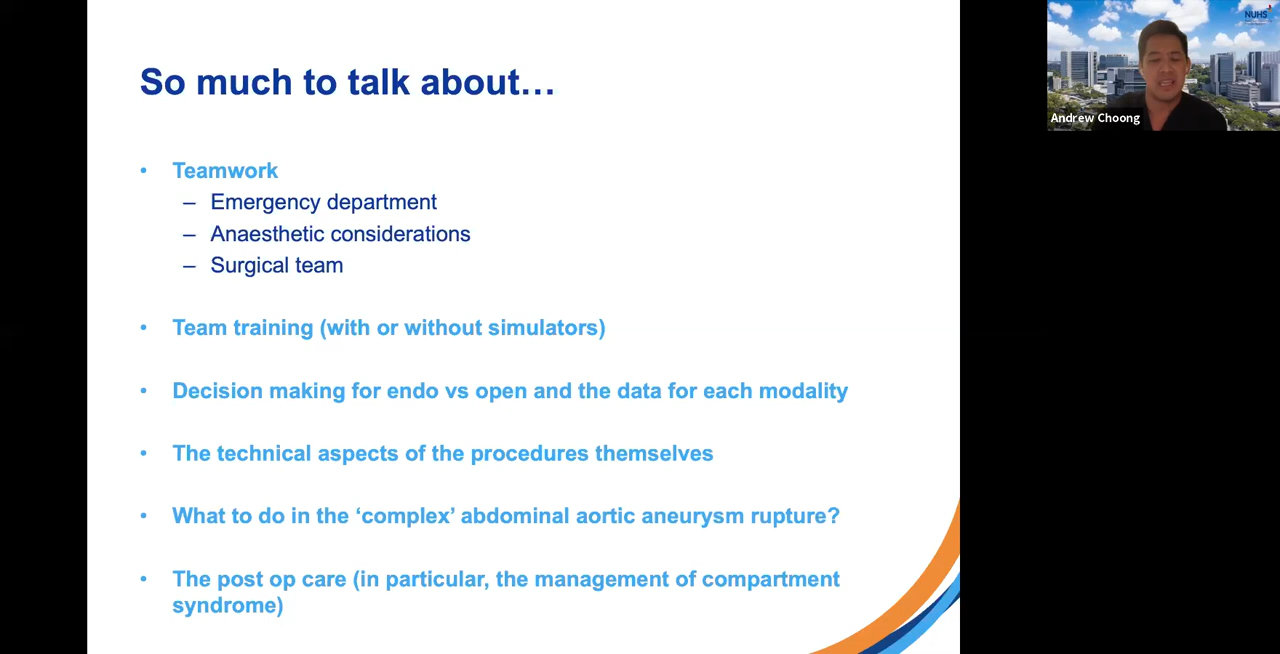 So much to talk about…
• Teamwork
– Emergency department
– Anaesthetic considerations
– Surgical team
• Team training (with or without simulators)
• Decision making for endo vs open and the data for each modality
• The technical aspects of the procedures themselves
• What to do in the ‘complex’ abdominal aortic aneurysm rupture?
• The post op care (in particular, the management of compartment
syndrome)
NUHS
Andrew Choong